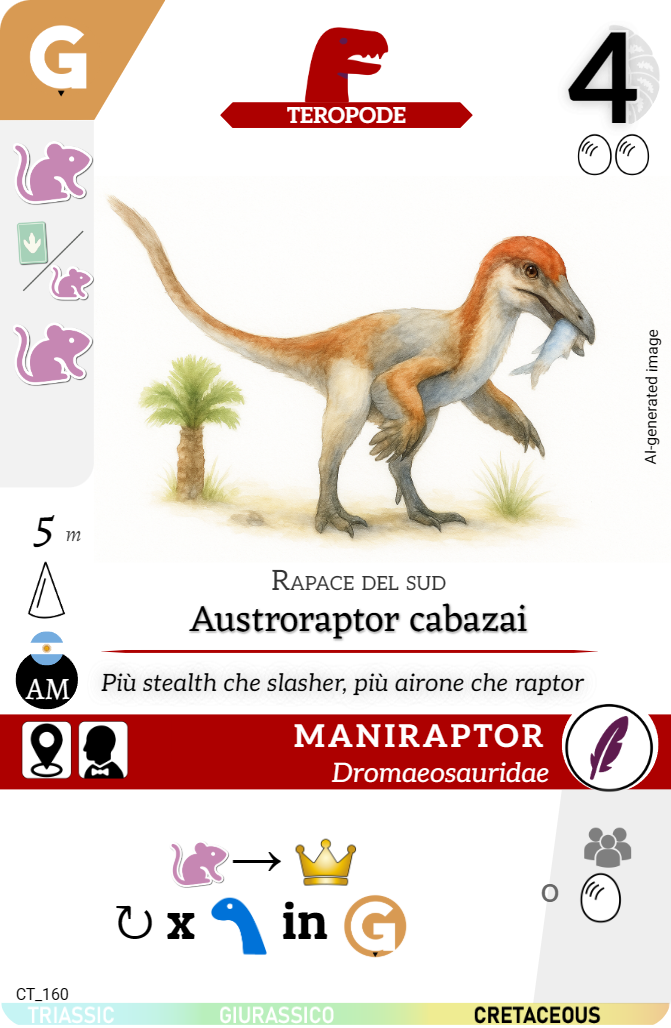 G
TEROPODE
4
AI-generated image
5 m
RAPACE DEL SUD
Austroraptor cabazai
AM
Più stealth che slasher, più airone che raptor
MANIRAPTOR
Dromaeosauridae
x in G
o
CT_160
TRIASSIC GIURASSICO CRETACEOUS